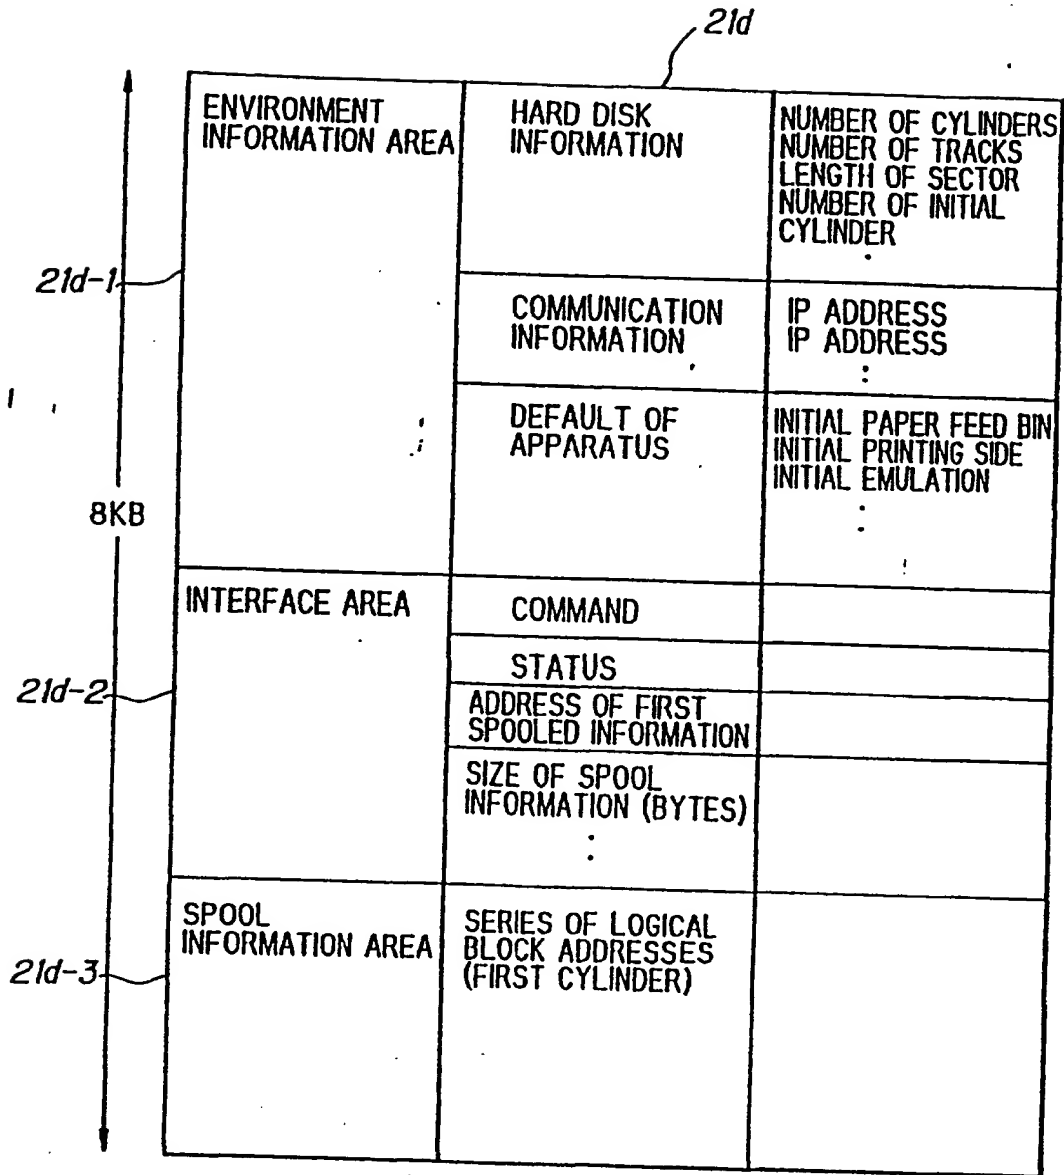 21d
ENVIRONMENT
INFORMATION AREA
HARD DISK
INFORMATION
NUMBER OF CYLINDERS
NUMBER OF TRACKS
LENGTH OF SECTOR
NUMBER OF INITIAL
CYLINDER
21d-1
COMMUNICATION
INFORMATION
IP ADDRESS
IP ADDRESS
DEFAULT OF
APPARATUS
INITIAL PAPER FEED BIN
INITIAL PRINTING SIDE
INITIAL EMULATION
8KB
INTERFACE AREA
COMMAND
STATUS
21d-2
ADDRESS OF FIRST
SPOOLED INFORMATION
SIZE OF SPOOL
INFORMATION (BYTES)
SPOOL
INFORMATION AREA
SERIES OF LOGICAL
BLOCK ADDRESSES
(FIRST CYLINDER)
21d-3